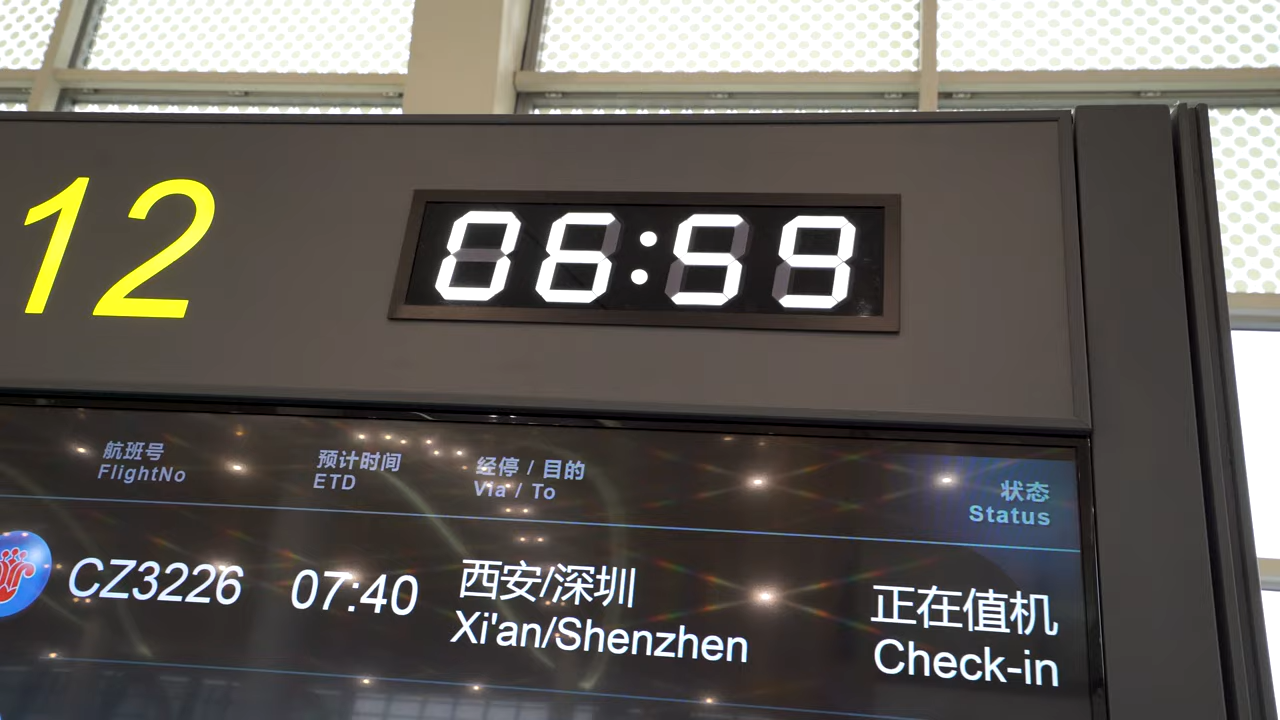 12
06:59
航班号 预计时间 经停 / 目的 状态
FlightNo ETD Via / To Status
CZ3226 07:40 西安/深圳 正在值机
Xi'an/Shenzhen Check-in